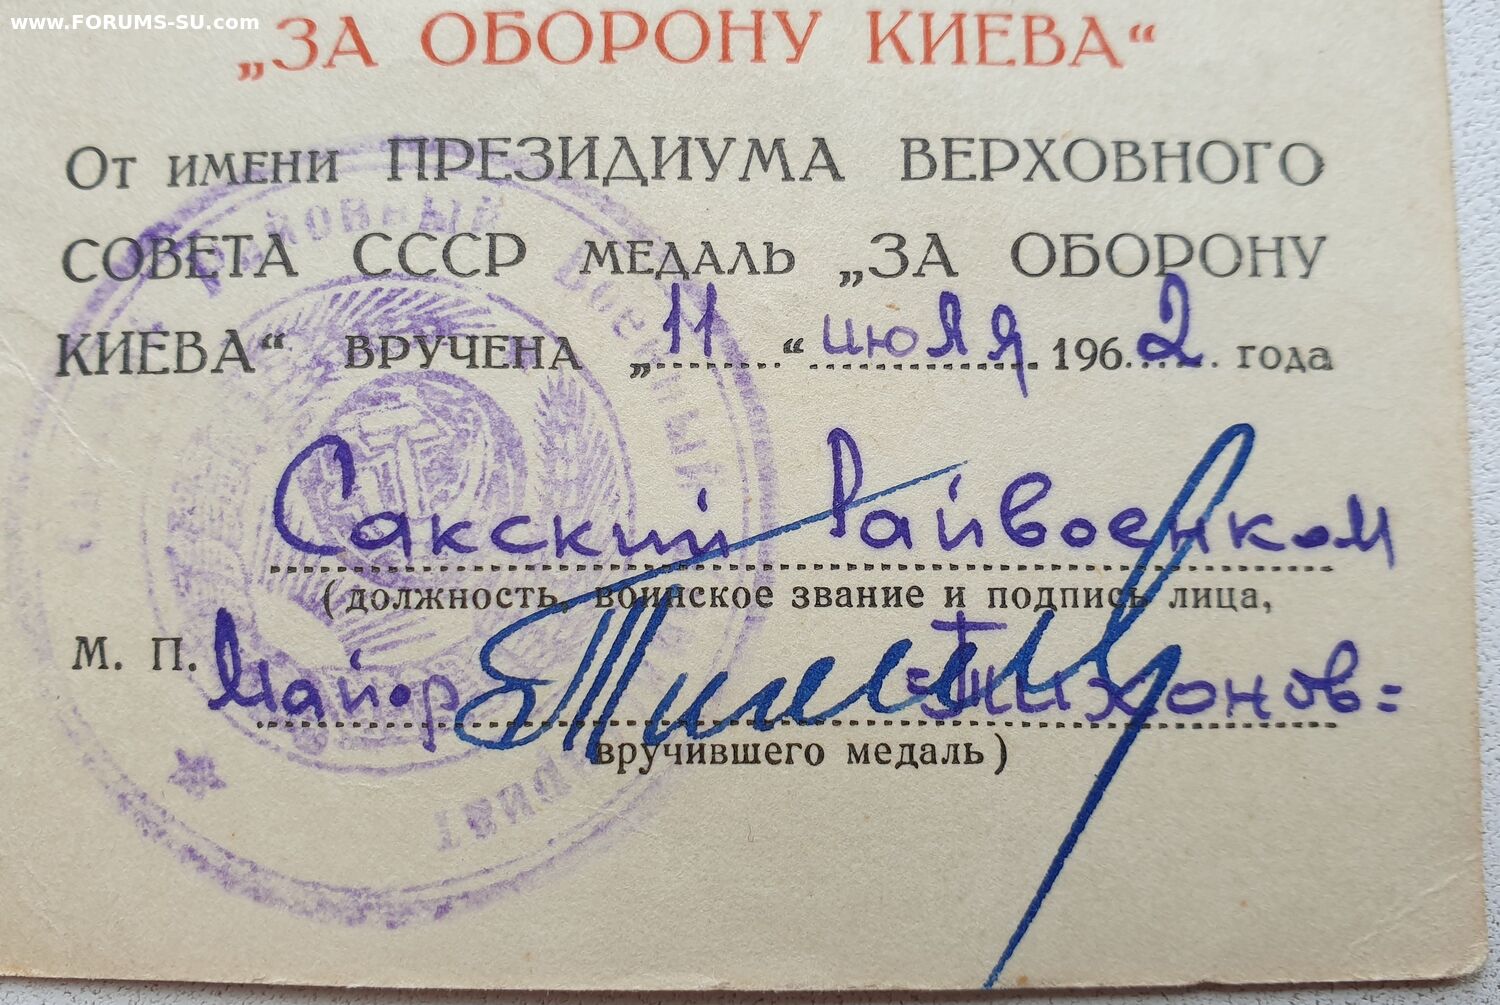 www.FORUMS-SU.com
„ЗА ОБОРОНУ КИЕВА“
От имени ПРЕЗИДИУМА ВЕРХОВНОГО
СОВЕТА СССР МЕДАЛЬ „ЗА ОБОРОНУ
КИЕВА“ ВРУЧЕНА „11“ июля 1962 года
Сакский Райвоенком
(должность, воинское звание и подпись лица,
М. П. Майор =Тихонов=
вручившего медаль)